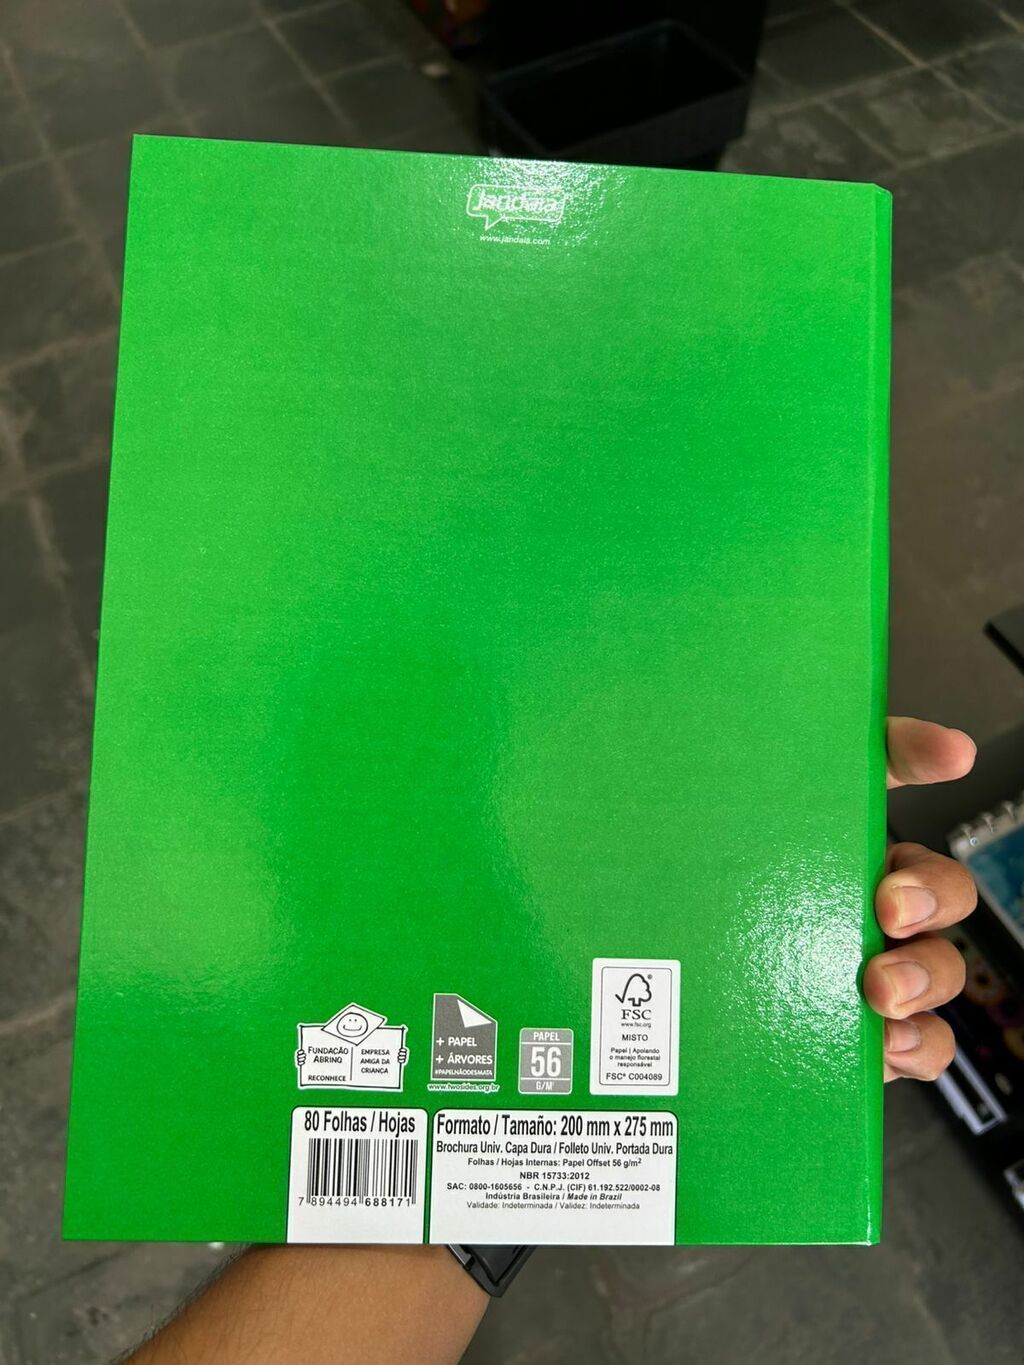 jandaia
www.jandaia.com
FUNDAÇÃO
ABRINQ
RECONHECE
EMPRESA
AMIGA DA
CRIANÇA
+ PAPEL
+ ÁRVORES
#PAPELNÃODESMATA
www.twosides.org.br
PAPEL
56
G/M²
FSC®
www.fsc.org
MISTO
Papel | Apoiando
o manejo florestal
responsável
FSC® C004089
80 Folhas / Hojas
7 894494 688171
Formato / Tamaño: 200 mm x 275 mm
Brochura Univ. Capa Dura / Folleto Univ. Portada Dura
Folhas / Hojas Internas: Papel Offset 56 g/m²
NBR 15733:2012
SAC: 0800-1605656 - C.N.P.J. (CIF) 61.192.522/0002-08
Indústria Brasileira / Made in Brazil
Validade: Indeterminada / Validez: Indeterminada